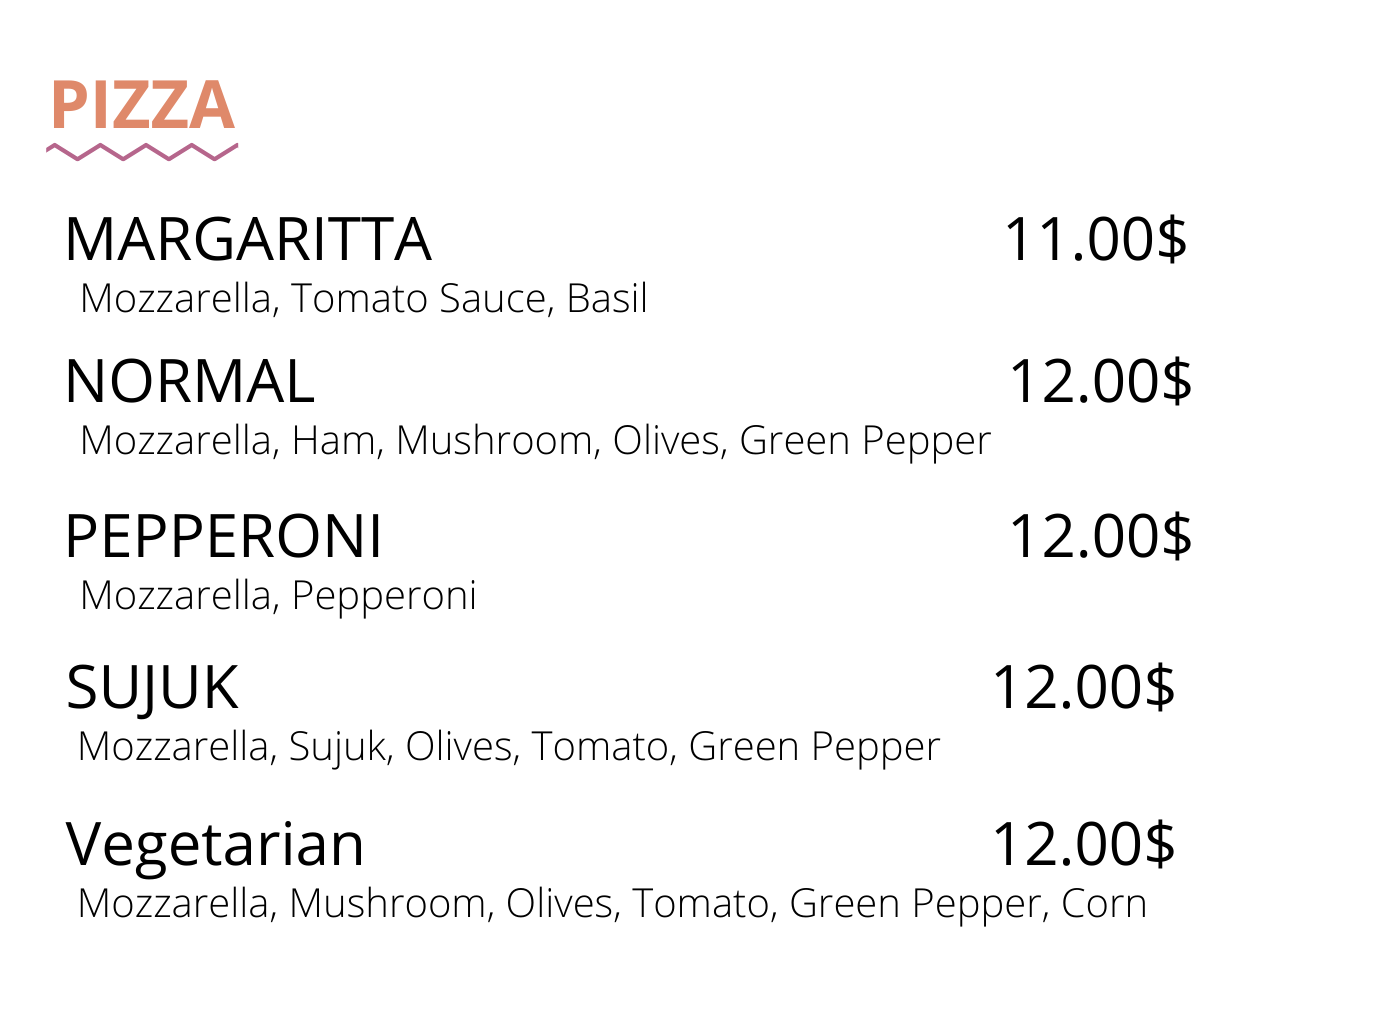 PIZZA
MARGARITTA 11.00$
Mozzarella, Tomato Sauce, Basil
NORMAL 12.00$
Mozzarella, Ham, Mushroom, Olives, Green Pepper
PEPPERONI 12.00$
Mozzarella, Pepperoni
SUJUK 12.00$
Mozzarella, Sujuk, Olives, Tomato, Green Pepper
Vegetarian 12.00$
Mozzarella, Mushroom, Olives, Tomato, Green Pepper, Corn